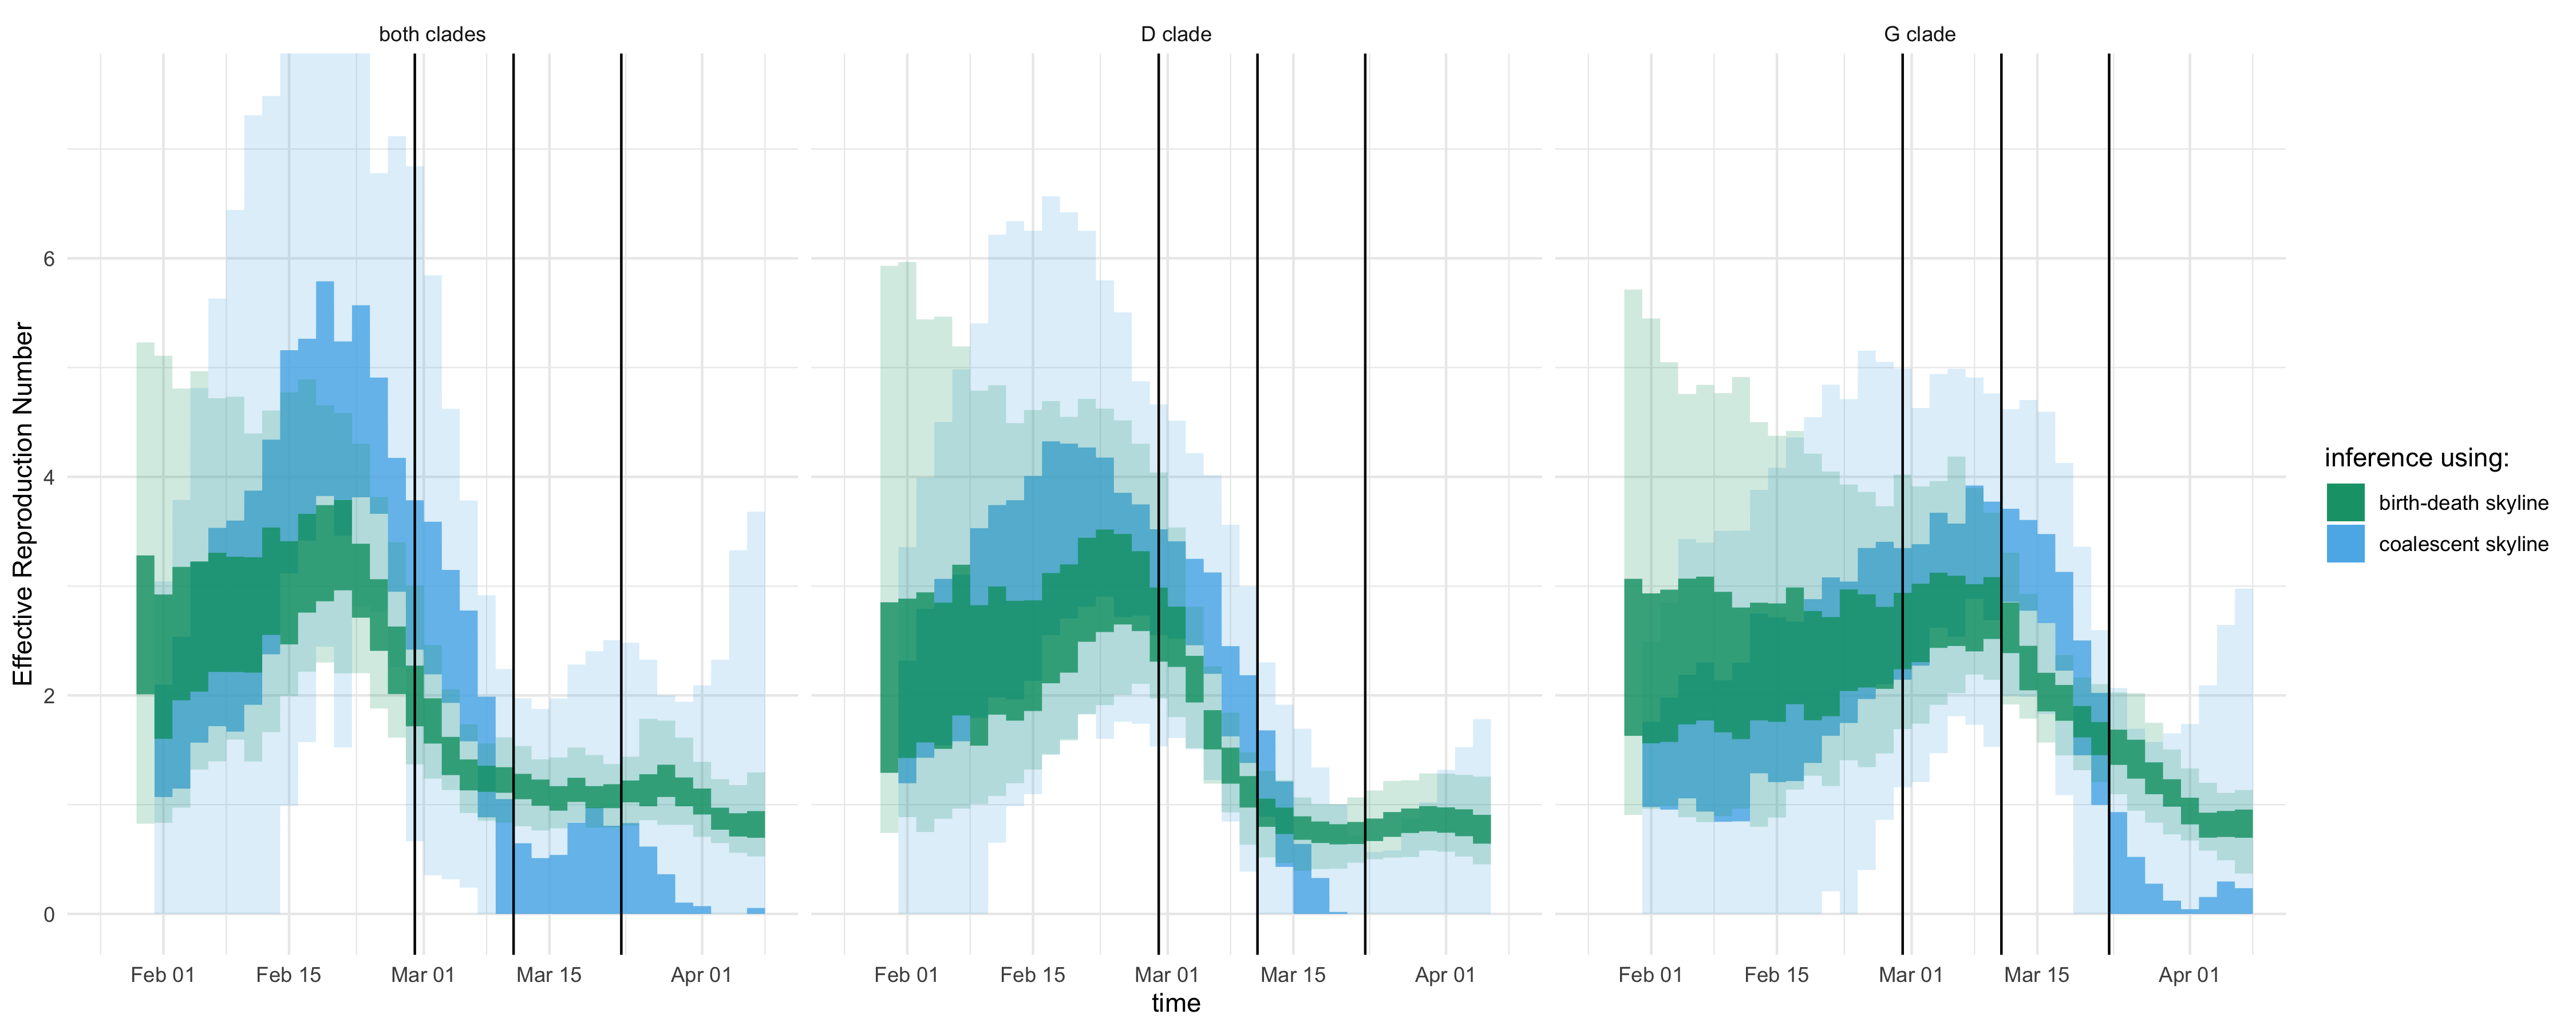 both clades
D clade
G clade
Effective Reproduction Number
6
4
2
0
Feb 01
Feb 15
Mar 01
Mar 15
Apr 01
Feb 01
Feb 15
Mar 01
Mar 15
Apr 01
Feb 01
Feb 15
Mar 01
Mar 15
Apr 01
time
inference using:
birth-death skyline
coalescent skyline